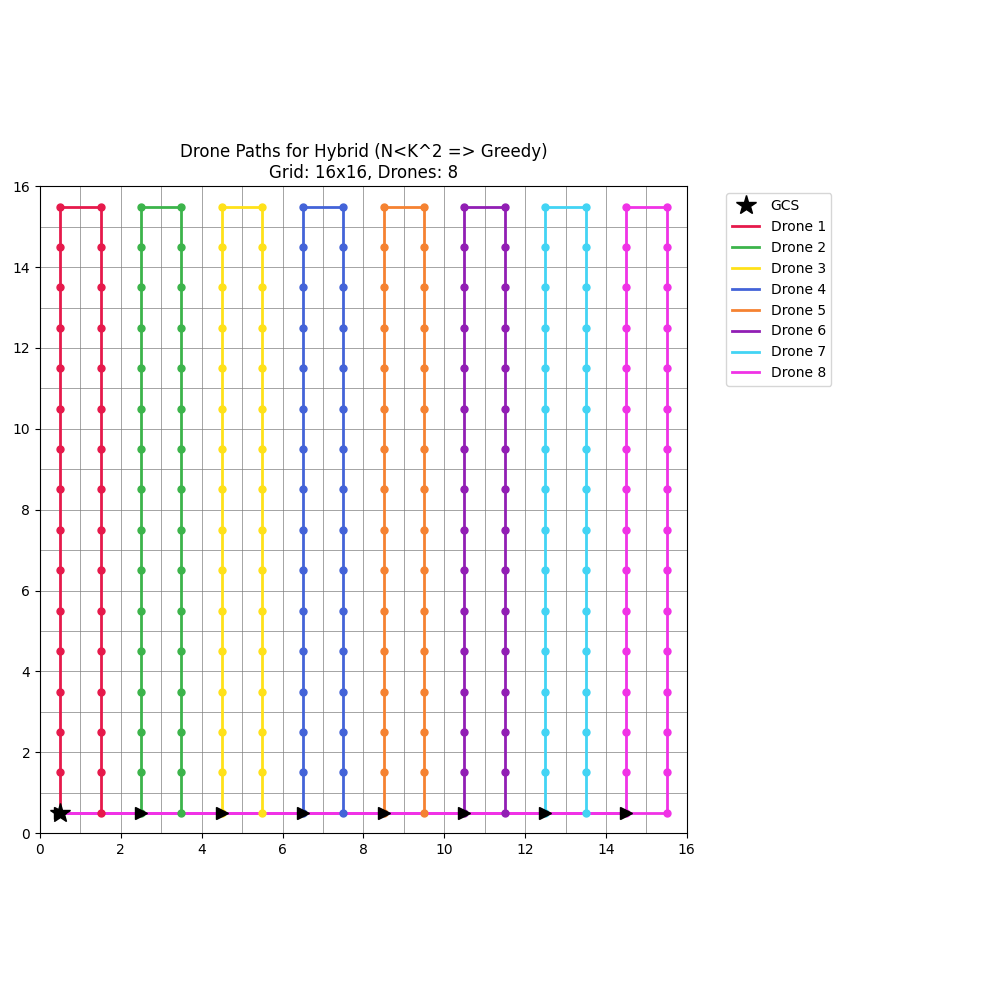 Drone Paths for Hybrid (N<K^2 => Greedy)
Grid: 16x16, Drones: 8
16
14
12
10
8
6
4
2
0
0 2 4 6 8 10 12 14 16
GCS
Drone 1
Drone 2
Drone 3
Drone 4
Drone 5
Drone 6
Drone 7
Drone 8